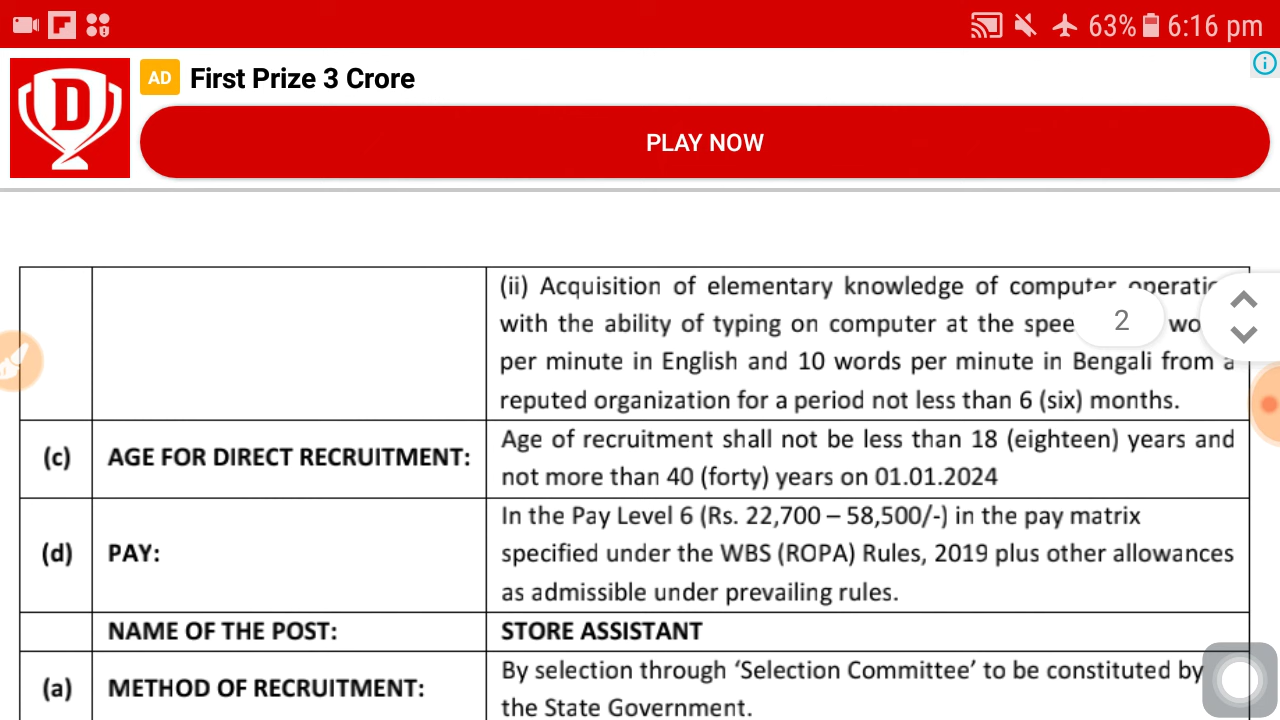 63% 6:16 pm
D
AD First Prize 3 Crore
PLAY NOW
(ii) Acquisition of elementary knowledge of computer
with the ability of typing on computer at the
2
per minute in English and 10 words per minute in Bengali from a
reputed organization for a period not less than 6 (six) months.
(c) AGE FOR DIRECT RECRUITMENT: Age of recruitment shall not be less than 18 (eighteen) years and
not more than 40 (forty) years on 01.01.2024
In the Pay Level 6 (Rs. 22,700 – 58,500/-) in the pay matrix
(d) PAY: specified under the WBS (ROPA) Rules, 2019 plus other allowances
as admissible under prevailing rules.
NAME OF THE POST: STORE ASSISTANT
(a) METHOD OF RECRUITMENT: By selection through ‘Selection Committee’ to be constituted by
the State Government.